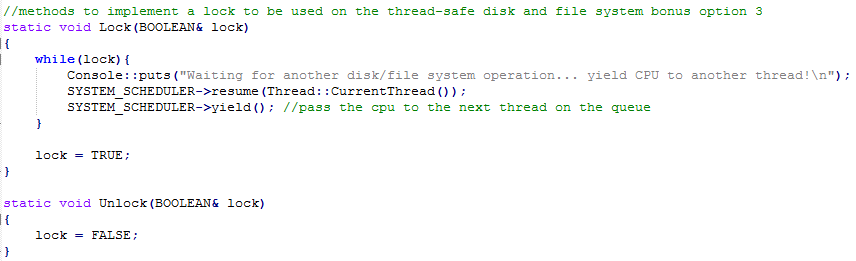 //methods to implement a lock to be used on the thread-safe disk and file system bonus option 3
static void Lock(BOOLEAN& lock)
{
    while(lock){
        Console::puts("Waiting for another disk/file system operation... yield CPU to another thread!\n");
        SYSTEM_SCHEDULER->resume(Thread::CurrentThread());
        SYSTEM_SCHEDULER->yield(); //pass the cpu to the next thread on the queue
    }

    lock = TRUE;
}

static void Unlock(BOOLEAN& lock)
{
    lock = FALSE;
}